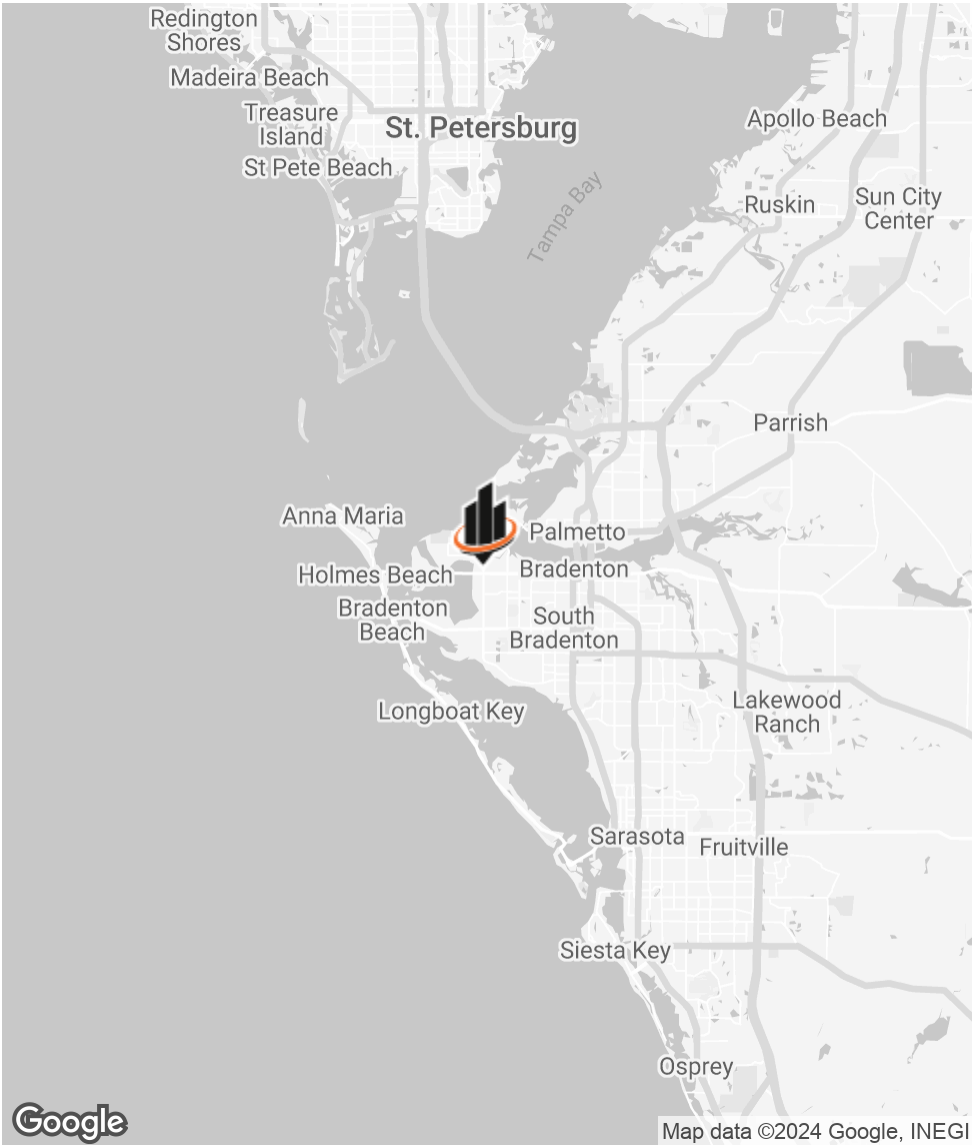 Redington
Shores
Madeira Beach
Treasure
Island
St. Petersburg
Apollo Beach
St Pete Beach
Tampa Bay
Ruskin
Sun City
Center
Parrish
Anna Maria
Palmetto
Holmes Beach
Bradenton
Bradenton
Beach
South
Bradenton
Longboat Key
Lakewood
Ranch
Sarasota
Fruitville
Siesta Key
Osprey
Google
Map data ©2024 Google, INEGI